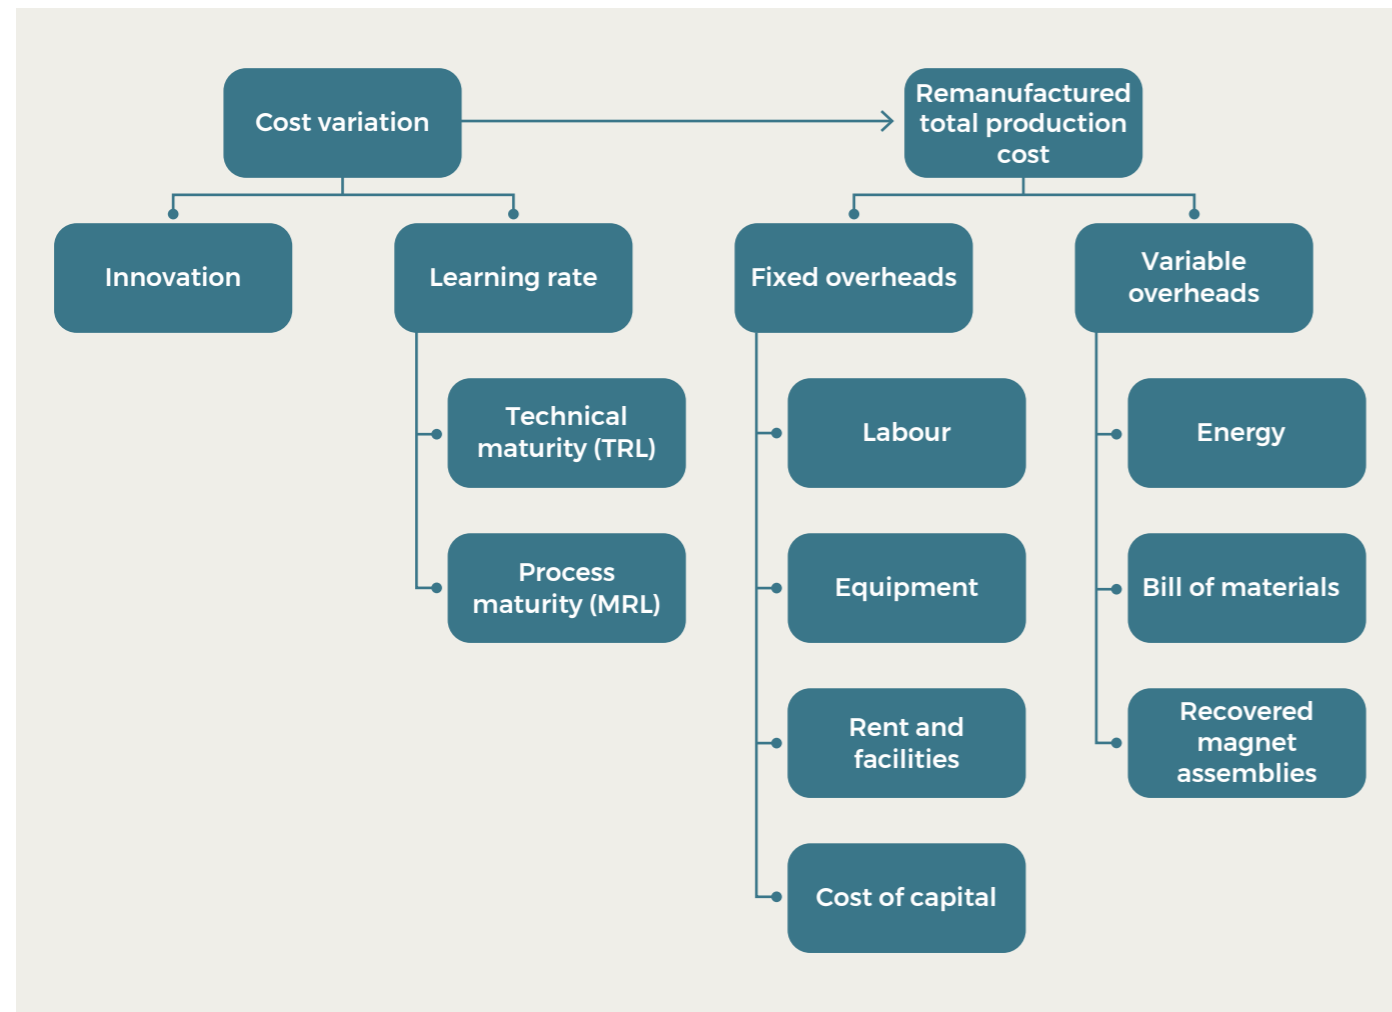 Cost variation
Remanufactured
total production
cost
Innovation
Learning rate
Fixed overheads
Variable
overheads
Technical
maturity (TRL)
Labour
Energy
Process
maturity (MRL)
Equipment
Bill of materials
Rent and
facilities
Recovered
magnet
assemblies
Cost of capital